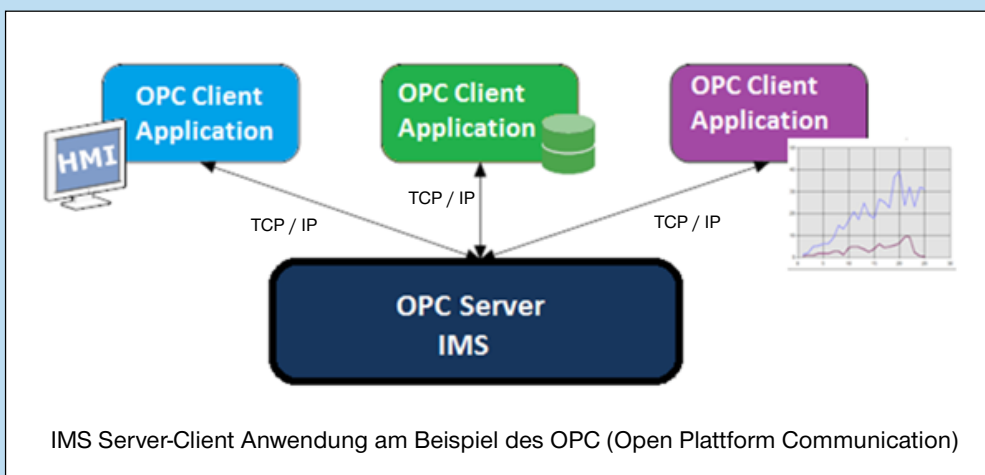 OPC Client
Application
HMI
OPC Client
Application
OPC Client
Application
TCP / IP
TCP / IP
TCP / IP
OPC Server
IMS
IMS Server-Client Anwendung am Beispiel des OPC (Open Plattform Communication)